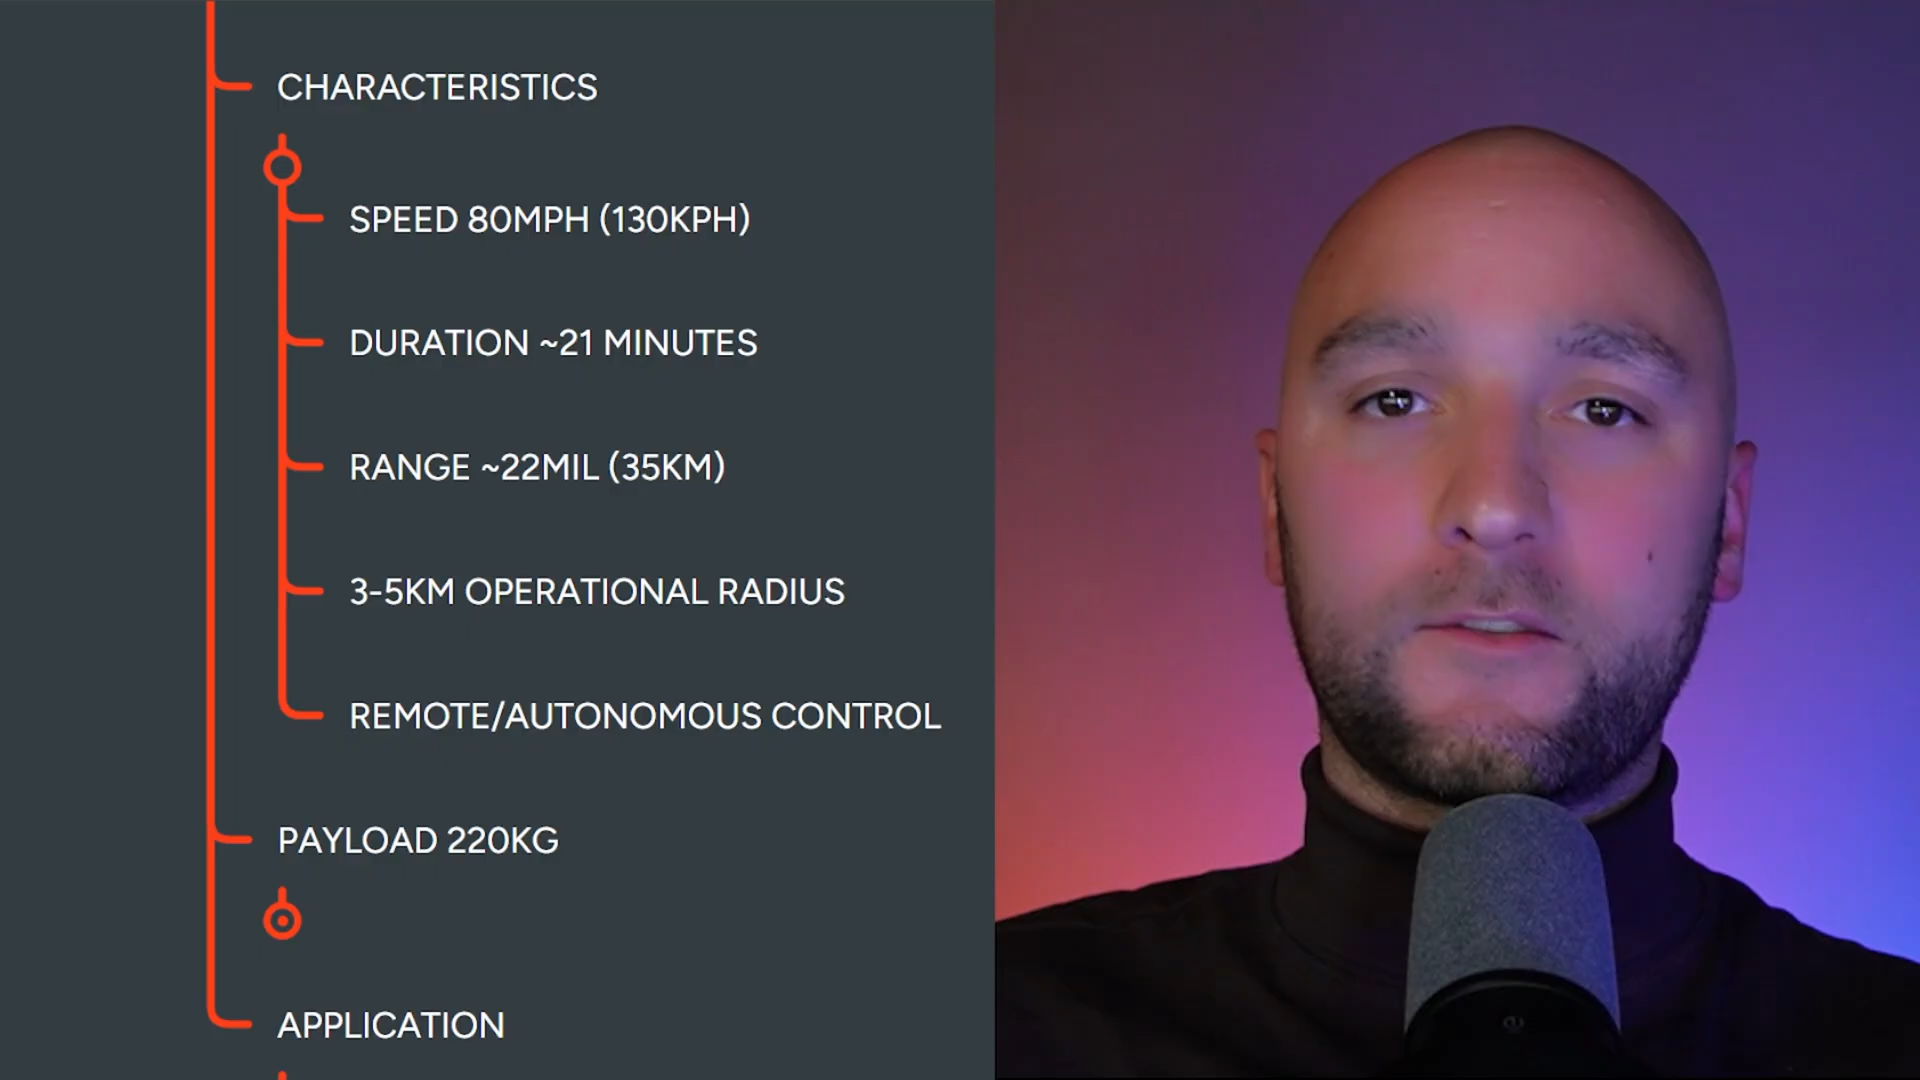 CHARACTERISTICS
SPEED 80MPH (130KPH)
DURATION ~21 MINUTES
RANGE ~22MIL (35KM)
3-5KM OPERATIONAL RADIUS
REMOTE/AUTONOMOUS CONTROL
PAYLOAD 220KG
APPLICATION